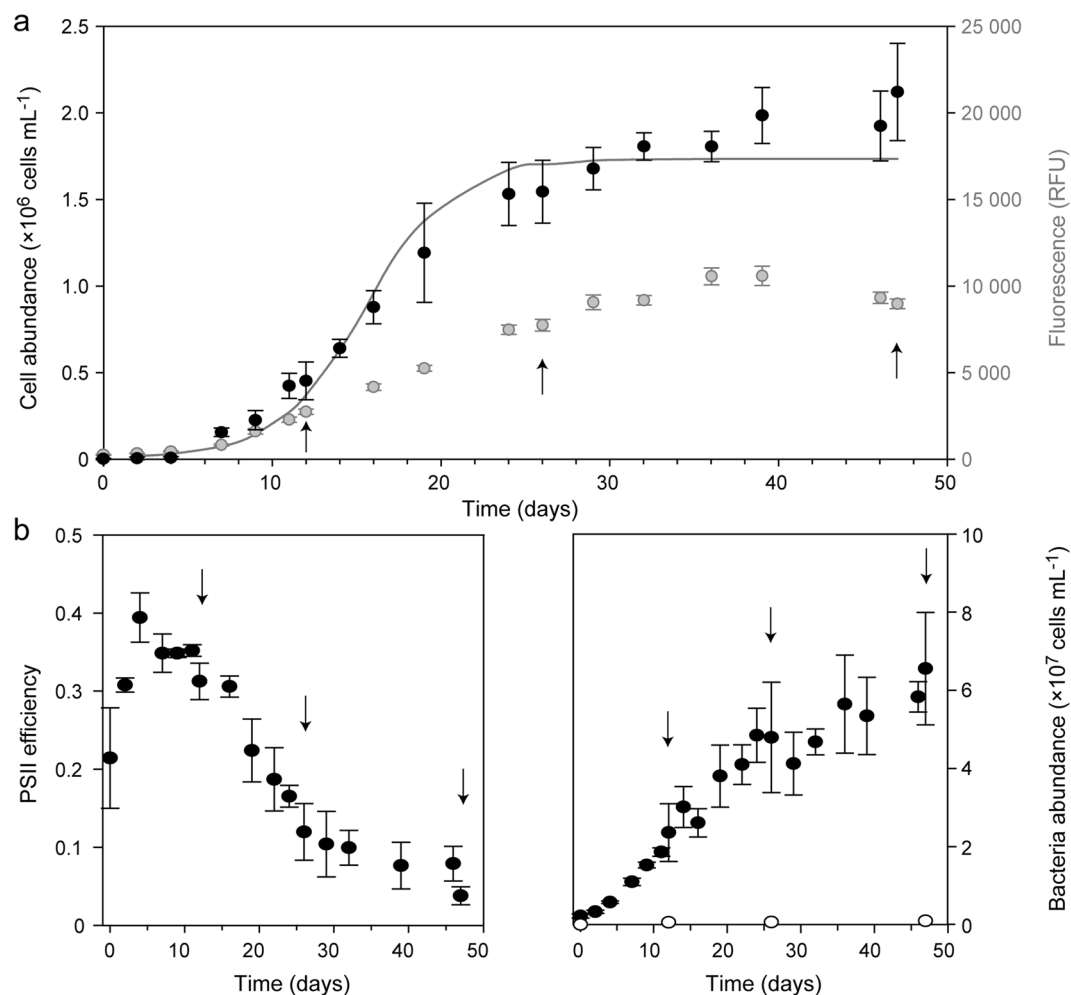 a
Cell abundance (×10⁶ cells mL⁻¹)
2.5
2.0
1.5
1.0
0.5
0
25 000
20 000
15 000
10 000
5 000
0
Fluorescence (RFU)
0 10 20 30 40 50
Time (days)
b
PSII efficiency
0.5
0.4
0.3
0.2
0.1
0
0 10 20 30 40 50
Time (days)
10
8
6
4
2
0
Bacteria abundance (×10⁷ cells mL⁻¹)
0 10 20 30 40 50
Time (days)